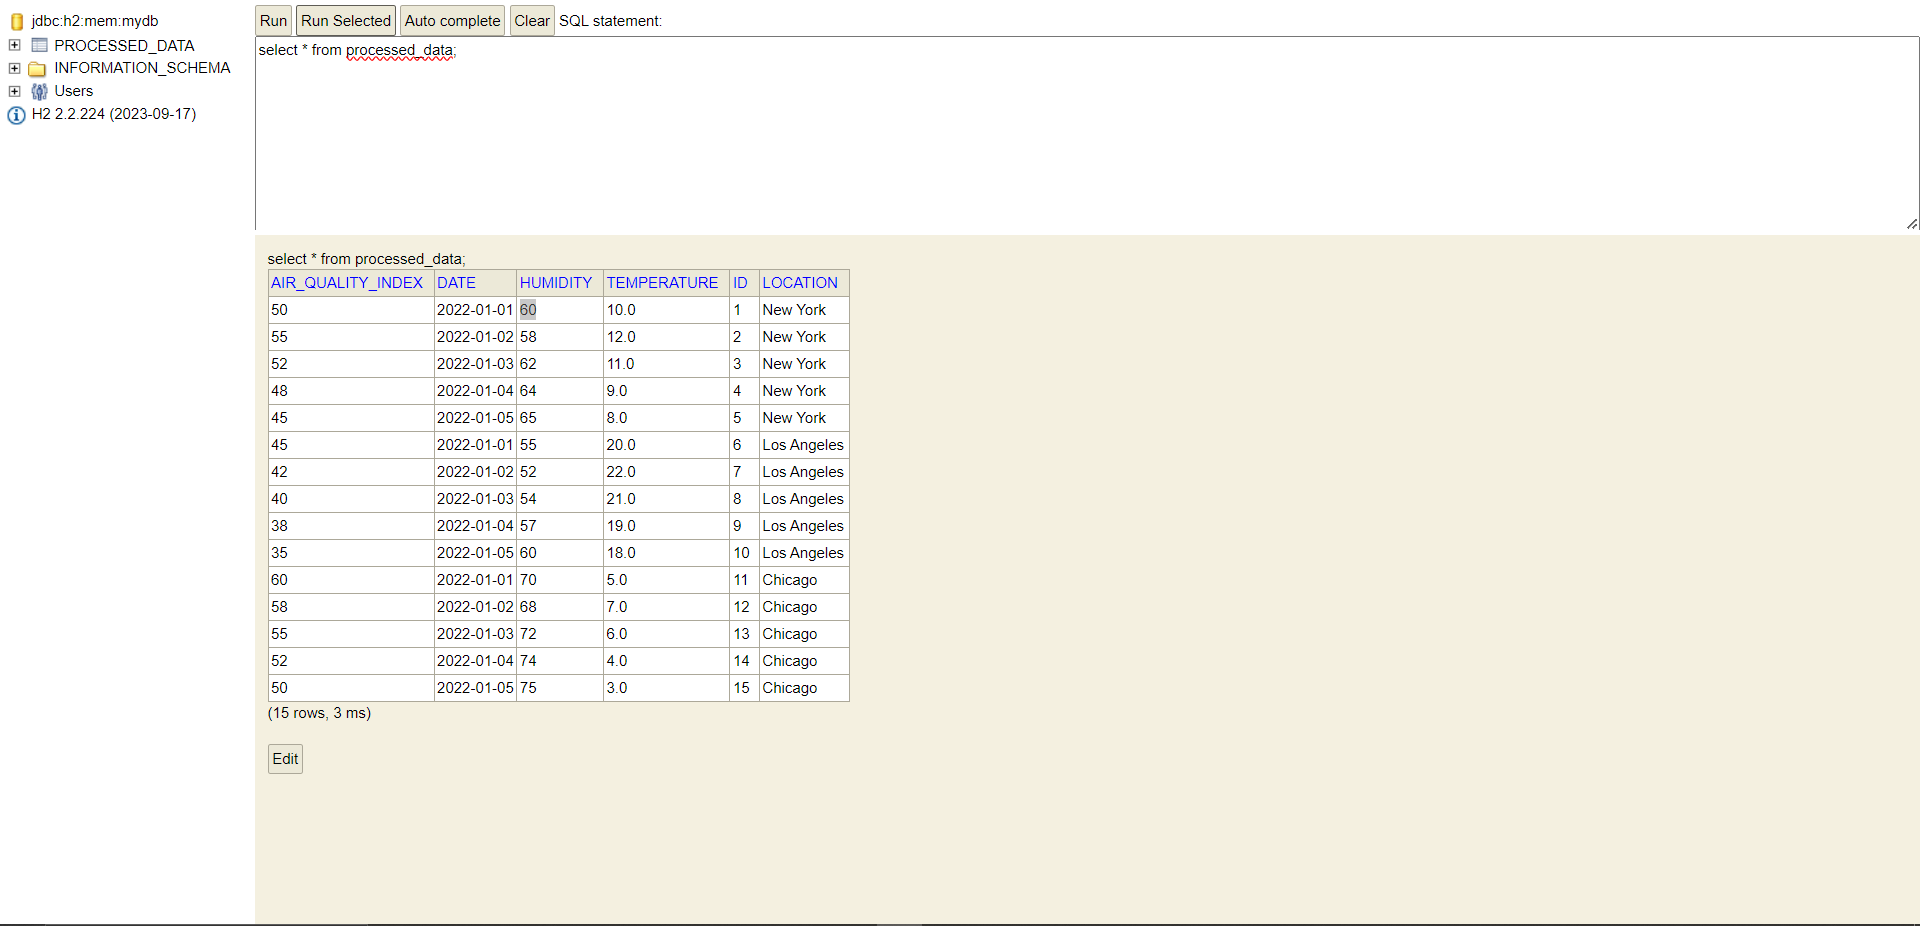 jdbc:h2:mem:mydb
PROCESSED_DATA
INFORMATION_SCHEMA
Users
H2 2.2.224 (2023-09-17)
Run Run Selected Auto complete Clear SQL statement:
select * from processed_data;
select * from processed_data;
AIR_QUALITY_INDEX DATE HUMIDITY TEMPERATURE ID LOCATION
50 2022-01-01 60 10.0 1 New York
55 2022-01-02 58 12.0 2 New York
52 2022-01-03 62 11.0 3 New York
48 2022-01-04 64 9.0 4 New York
45 2022-01-05 65 8.0 5 New York
45 2022-01-01 55 20.0 6 Los Angeles
42 2022-01-02 52 22.0 7 Los Angeles
40 2022-01-03 54 21.0 8 Los Angeles
38 2022-01-04 57 19.0 9 Los Angeles
35 2022-01-05 60 18.0 10 Los Angeles
60 2022-01-01 70 5.0 11 Chicago
58 2022-01-02 68 7.0 12 Chicago
55 2022-01-03 72 6.0 13 Chicago
52 2022-01-04 74 4.0 14 Chicago
50 2022-01-05 75 3.0 15 Chicago
(15 rows, 3 ms)
Edit